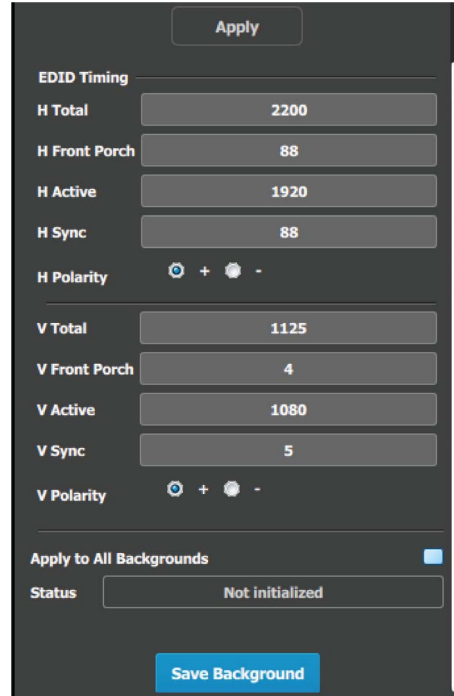 Apply
EDID Timing
H Total 2200
H Front Porch 88
H Active 1920
H Sync 88
H Polarity + -
V Total 1125
V Front Porch 4
V Active 1080
V Sync 5
V Polarity + -
Apply to All Backgrounds
Status Not initialized
Save Background